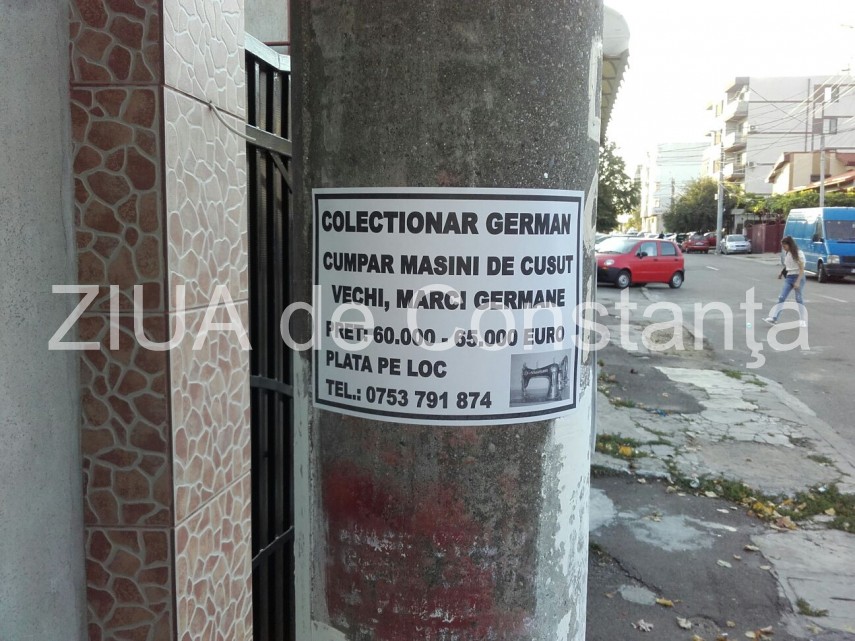 COLECTIONAR GERMAN
CUMPAR MASINI DE CUSUT
VECHI, MARCI GERMANE
PRET: 60.000 - 65.000 EURO
PLATA PE LOC
TEL.: 0753 791 874
ZIUA de Constanţa